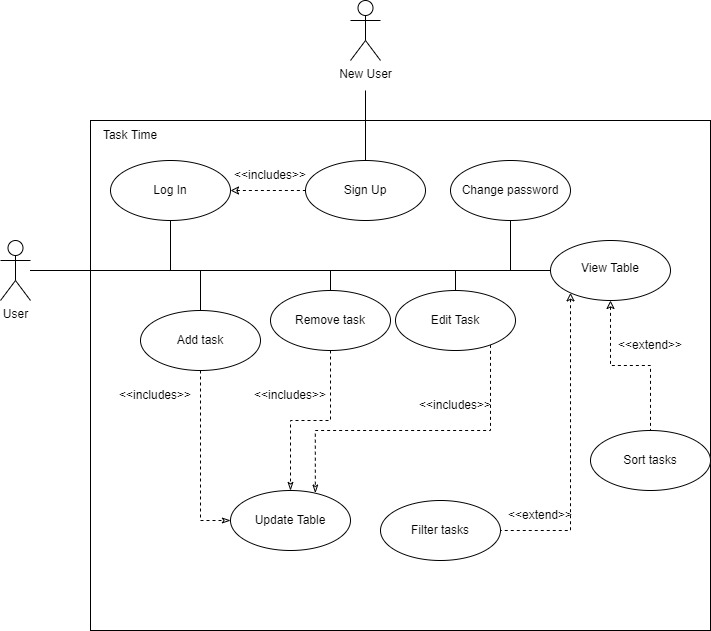 New User
Task Time
Log In
<<includes>>
Sign Up
Change password
User
View Table
Add task
Remove task
Edit Task
<<extend>>
<<includes>>
<<includes>>
<<includes>>
Sort tasks
Update Table
Filter tasks
<<extend>>